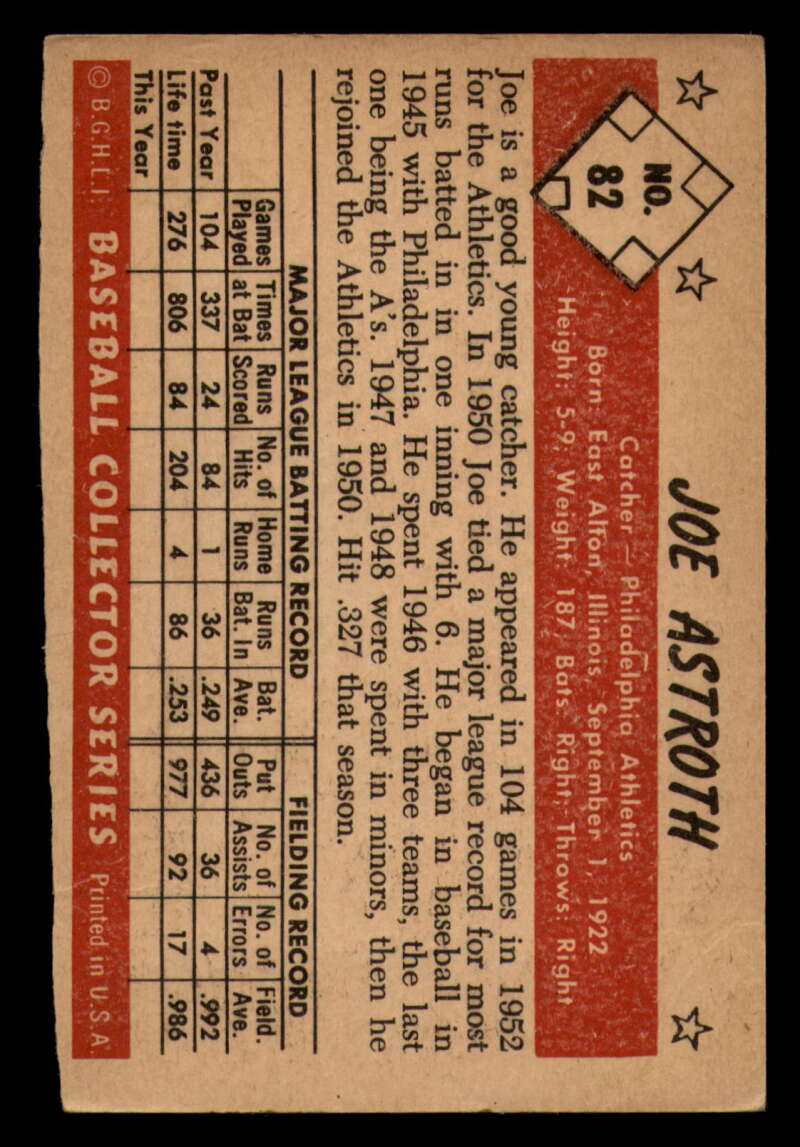 JOE ASTROTH
NO.
82
Catcher — Philadelphia Athletics
Born: East Alton, Illinois, September 1, 1922
Height: 5-9; Weight: 187; Bats: Right; Throws: Right
Joe is a good young catcher. He appeared in 104 games in 1952
for the Athletics. In 1950 Joe tied a major league record for most
runs batted in in one inning with 6. He began in baseball in
1945 with Philadelphia. He spent 1946 with three teams, the last
one being the A's. 1947 and 1948 were spent in minors, then he
rejoined the Athletics in 1950. Hit .327 that season.
MAJOR LEAGUE BATTING RECORD FIELDING RECORD
Games Times Runs No. of Home Runs Bat. Put No. of No. of Field.
Played at Bat Scored Hits Runs Bat. In Ave. Outs Assists Errors Ave.
Past Year 104 337 24 84 1 36 .249 436 36 4 .992
Life time 276 806 84 204 4 86 .253 977 92 17 .986
This Year
© B.G.H.L.I. BASEBALL COLLECTOR SERIES Printed in U.S.A.